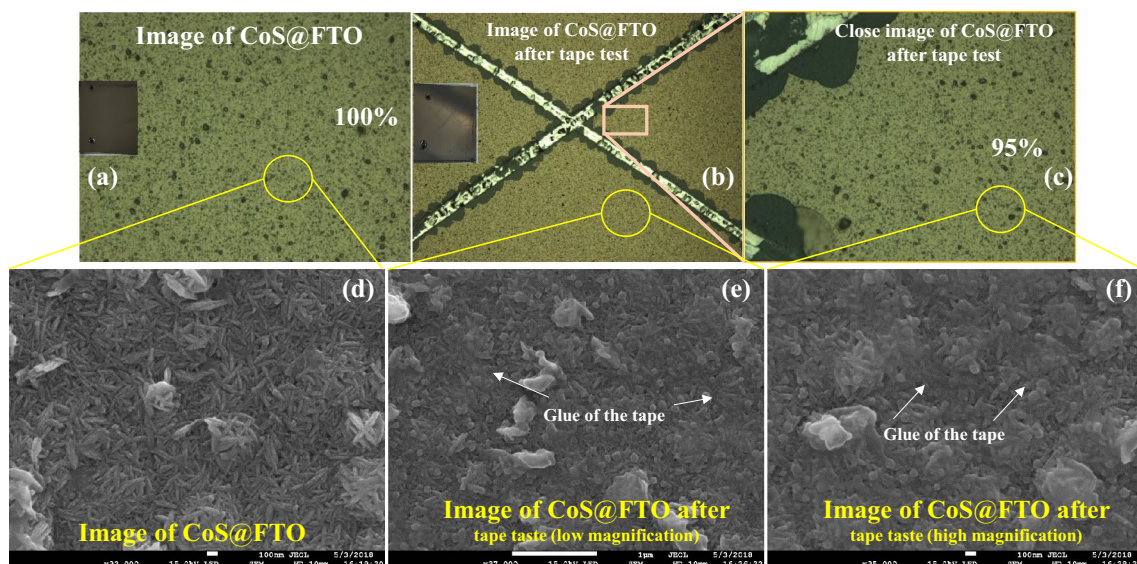 Image of CoS@FTO
100%
(a)
Image of CoS@FTO
after tape test
(b)
Close image of CoS@FTO
after tape test
95%
(c)
(d)
Image of CoS@FTO
100nm JECL
5/3/2018
(e)
Glue of the tape
Image of CoS@FTO after
tape taste (low magnification)
1μm JECL
5/3/2018
(f)
Glue of the tape
Image of CoS@FTO after
tape taste (high magnification)
100nm JECL
5/3/2018